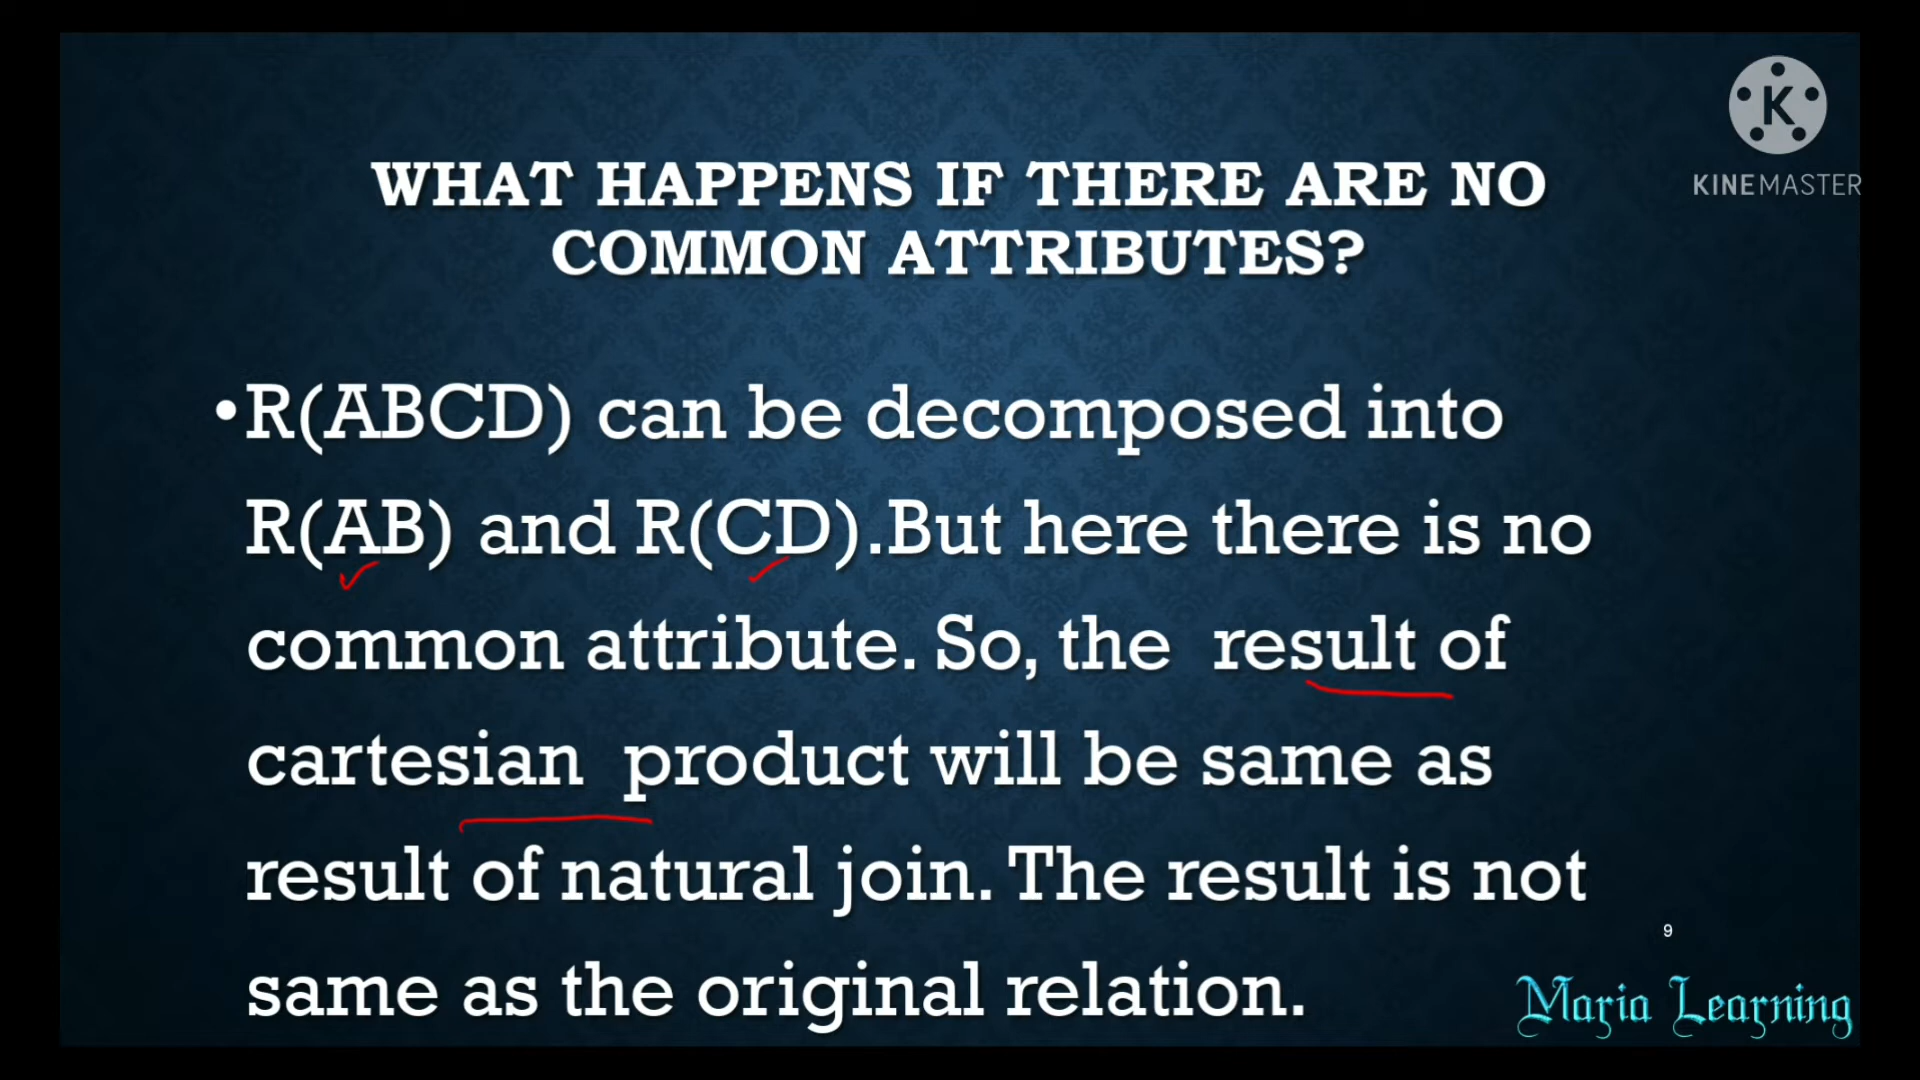 K
KINEMASTER
WHAT HAPPENS IF THERE ARE NO
COMMON ATTRIBUTES?
•R(ABCD) can be decomposed into
R(AB) and R(CD).But here there is no
common attribute. So, the result of
cartesian product will be same as
result of natural join. The result is not
same as the original relation.
9
Maria Learning